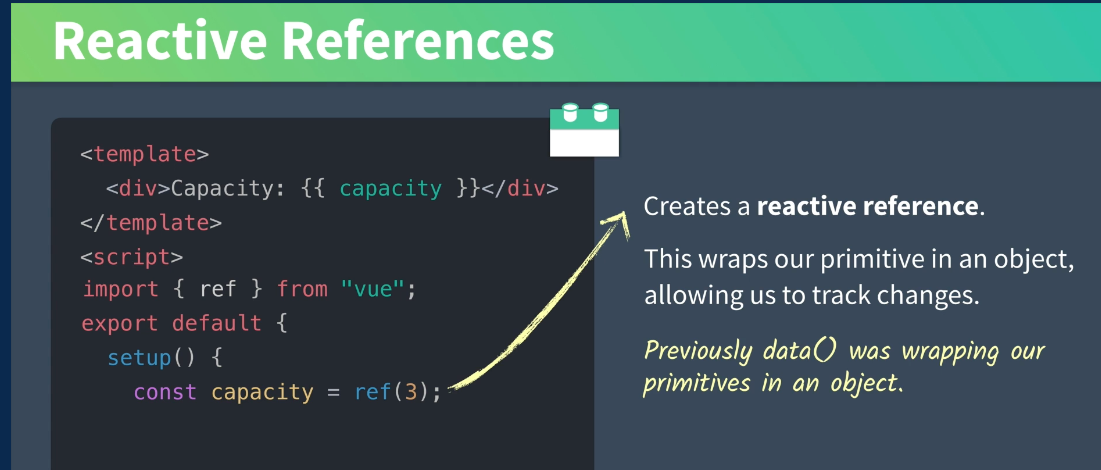 Reactive References
<template>
<div>Capacity: {{ capacity }}</div>
</template>
<script>
import { ref } from "vue";
export default {
setup() {
const capacity = ref(3);
Creates a reactive reference.
This wraps our primitive in an object,
allowing us to track changes.
Previously data() was wrapping our
primitives in an object.